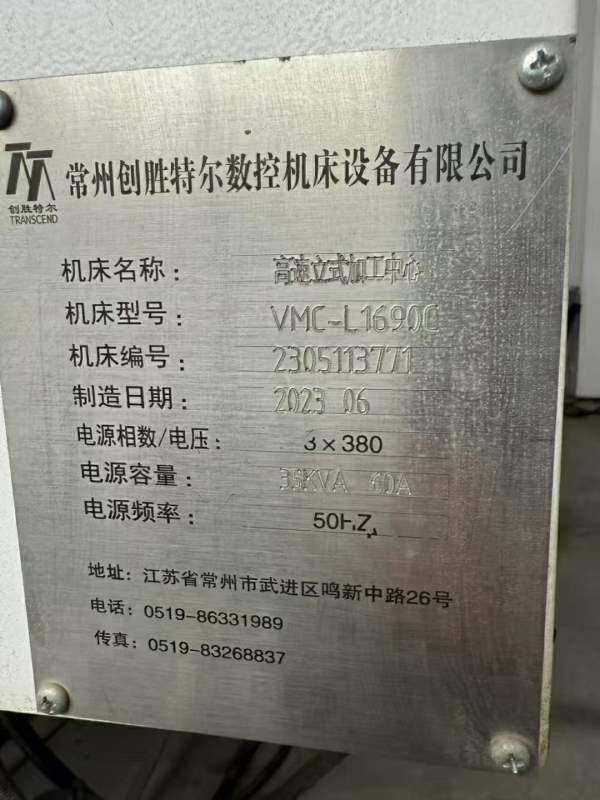 常州创胜特尔数控机床设备有限公司
创胜特尔
TRANSCEND
机床名称: 高速立式加工中心
机床型号: VMC-L1690C
机床编号: 2305113771
制造日期: 2023 06
电源相数/电压: 3×380
电源容量: 35KVA 60A
电源频率: 50HZ
地址: 江苏省常州市武进区鸣新中路26号
电话: 0519-86331989
传真: 0519-83268837